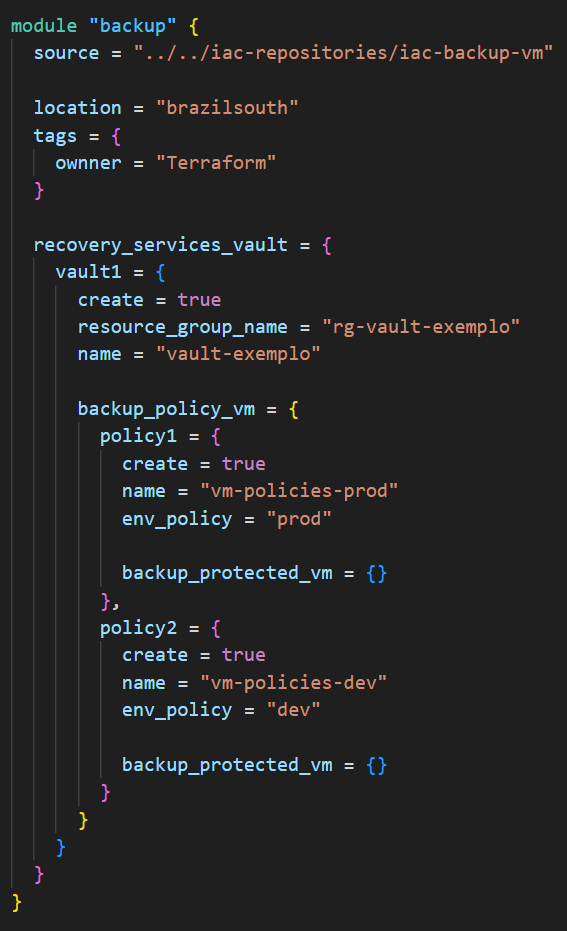 module "backup" {
  source = "../../iac-repositories/iac-backup-vm"

  location = "brazilsouth"
  tags = {
    ownner = "Terraform"
  }

  recovery_services_vault = {
    vault1 = {
      create = true
      resource_group_name = "rg-vault-exemplo"
      name = "vault-exemplo"

      backup_policy_vm = {
        policy1 = {
          create = true
          name = "vm-policies-prod"
          env_policy = "prod"

          backup_protected_vm = {}
        },
        policy2 = {
          create = true
          name = "vm-policies-dev"
          env_policy = "dev"

          backup_protected_vm = {}
        }
      }
    }
  }
}